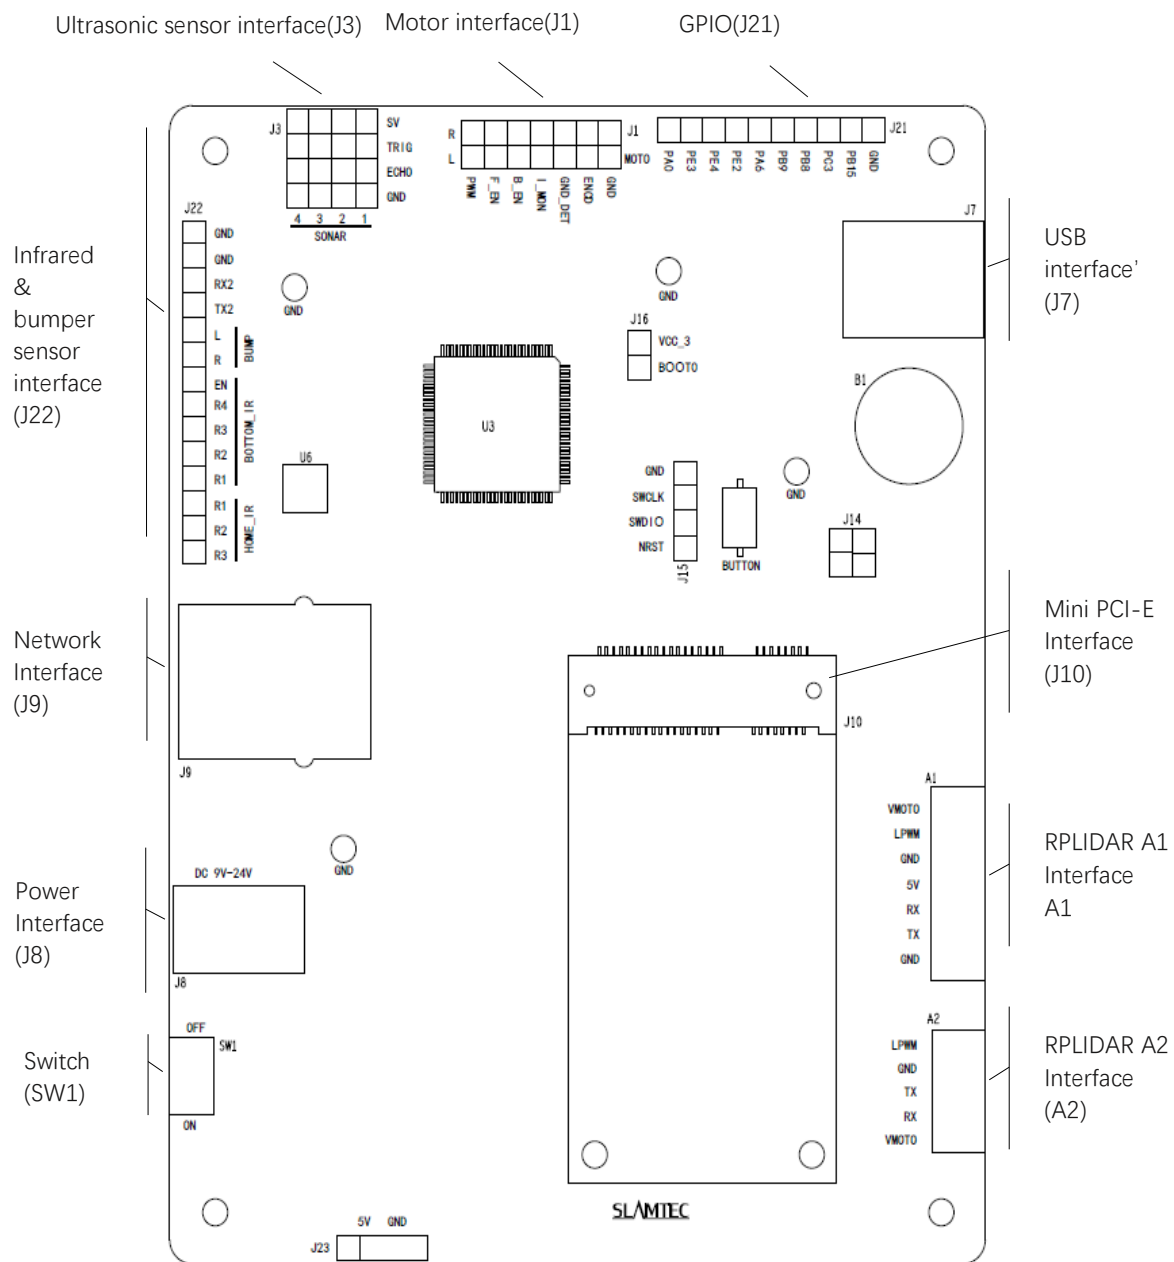 Ultrasonic sensor interface(J3)
Motor interface(J1)
GPIO(J21)
J3
5V
TRIG
ECHO
GND
4 3 2 1
SONAR
R
L
J1
MOTO
PWM
F_EN
B_EN
I_MON
GND_DET
ENCD
GND
J21
PA0
PE3
PE4
PE2
PA6
PB9
PB8
PC3
PB15
GND
J22
GND
GND
RX2
TX2
L
R
BUMP
EN
R4
R3
R2
R1
BOTTOM_IR
R1
R2
R3
HOME_IR
Infrared
&
bumper
sensor
interface
(J22)
GND
GND
J7
USB
interface’
(J7)
J16
VCC_3
BOOT0
B1
U3
U6
GND
SWCLK
SWDIO
NRST
J15
BUTTON
GND
J14
Network
Interface
(J9)
J9
Mini PCI-E
Interface
(J10)
J10
A1
VMOTO
LPWM
GND
5V
RX
TX
GND
RPLIDAR A1
Interface
A1
GND
DC 9V-24V
J8
Power
Interface
(J8)
OFF
SW1
ON
Switch
(SW1)
A2
LPWM
GND
TX
RX
VMOTO
RPLIDAR A2
Interface
(A2)
SLAMTEC
5V GND
J23